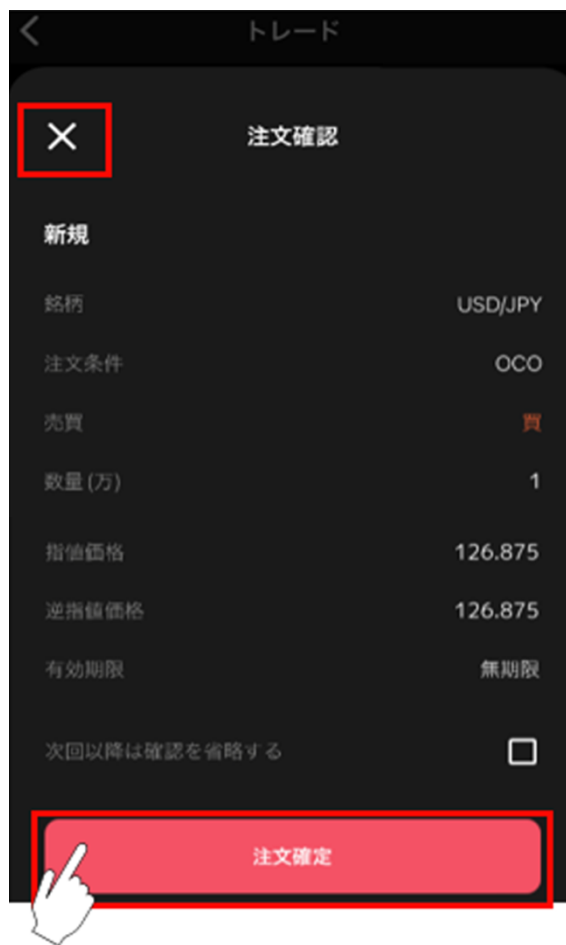 トレード
注文確認
新規
銘柄 USD/JPY
注文条件 OCO
売買 買
数量 (万) 1
指値価格 126.875
逆指値価格 126.875
有効期限 無期限
次回以降は確認を省略する
注文確定